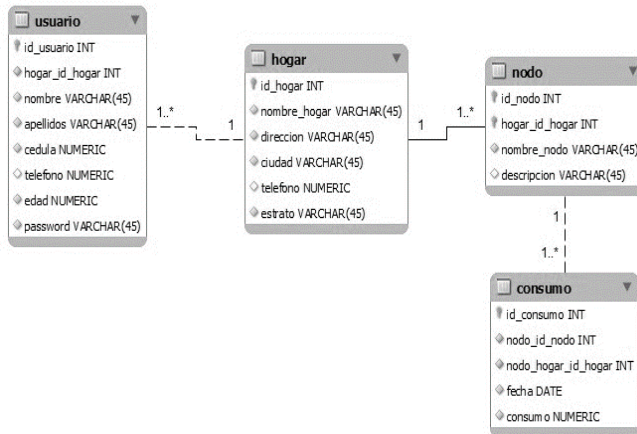 usuario
id_usuario INT
hogar_id_hogar INT
nombre VARCHAR(45)
apellidos VARCHAR(45)
cedula NUMERIC
telefono NUMERIC
edad NUMERIC
password VARCHAR(45)
1..*
1
hogar
id_hogar INT
nombre_hogar VARCHAR(45)
direccion VARCHAR(45)
ciudad VARCHAR(45)
telefono NUMERIC
estrato VARCHAR(45)
1
1..*
nodo
id_nodo INT
hogar_id_hogar INT
nombre_nodo VARCHAR(45)
descripcion VARCHAR(45)
1
1..*
consumo
id_consumo INT
nodo_id_nodo INT
nodo_hogar_id_hogar INT
fecha DATE
consumo NUMERIC